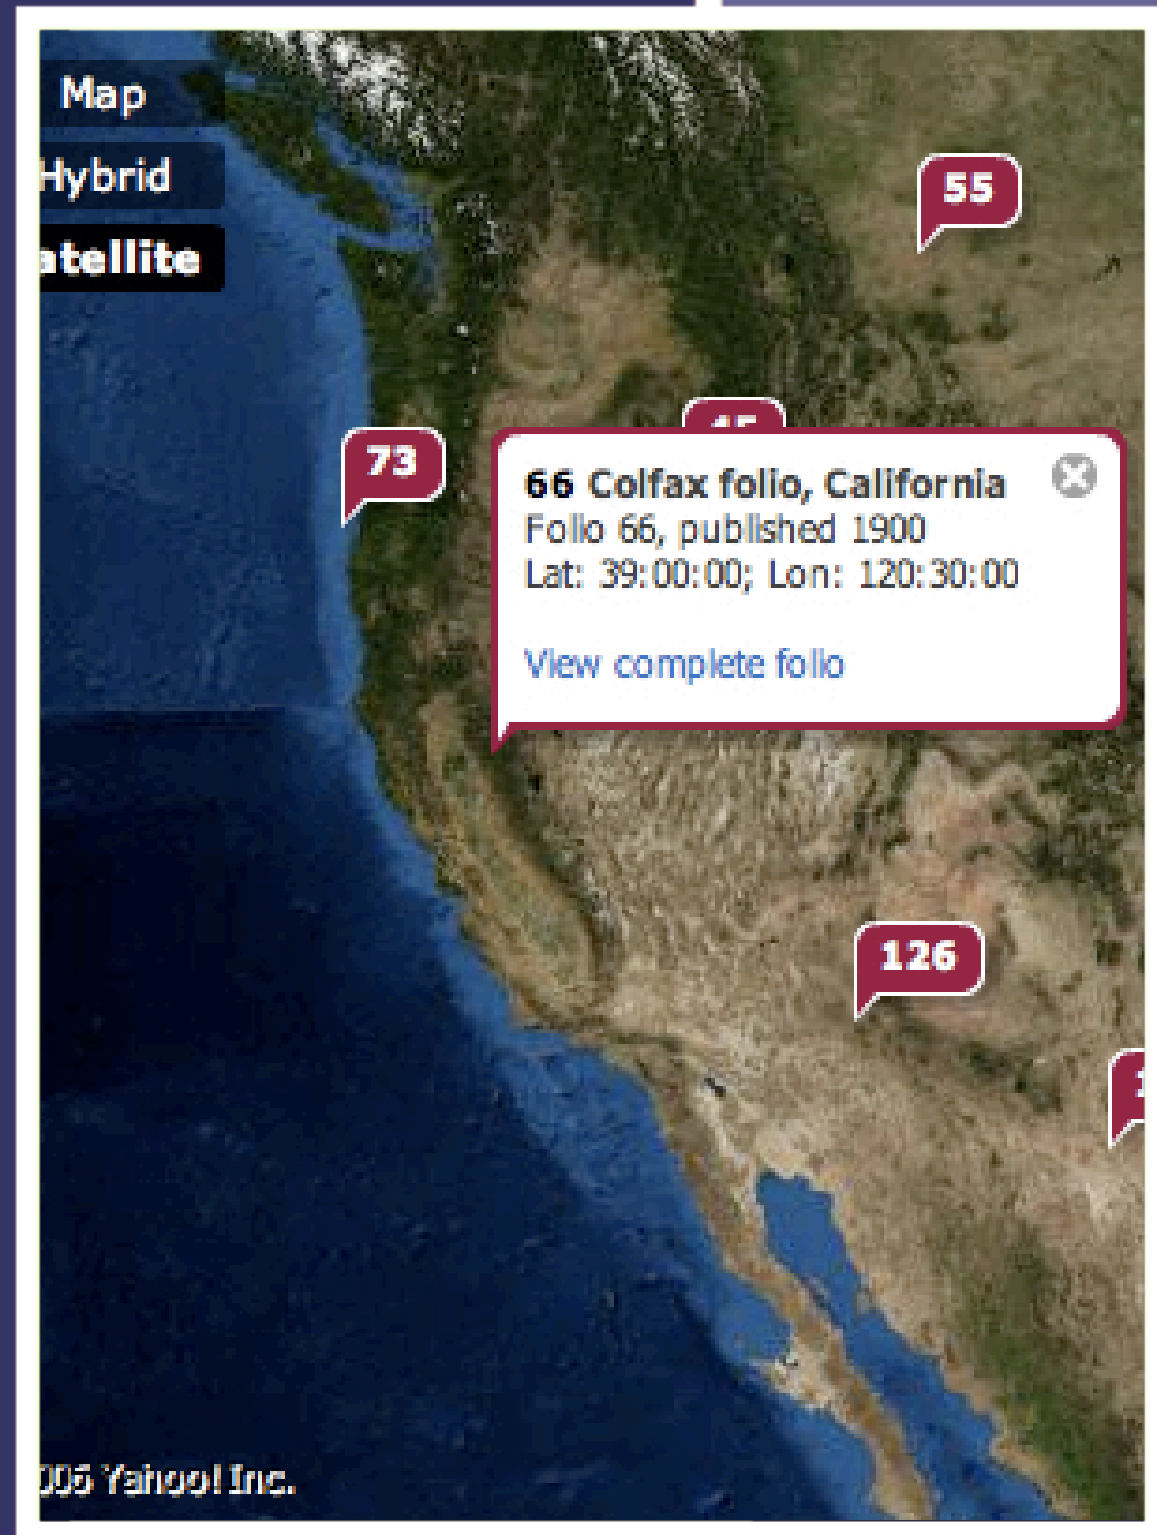 Map
Hybrid
atellite
55
73
66 Colfax folio, California
Folio 66, published 1900
Lat: 39:00:00; Lon: 120:30:00
View complete folio
126
006 Yahoo! Inc.